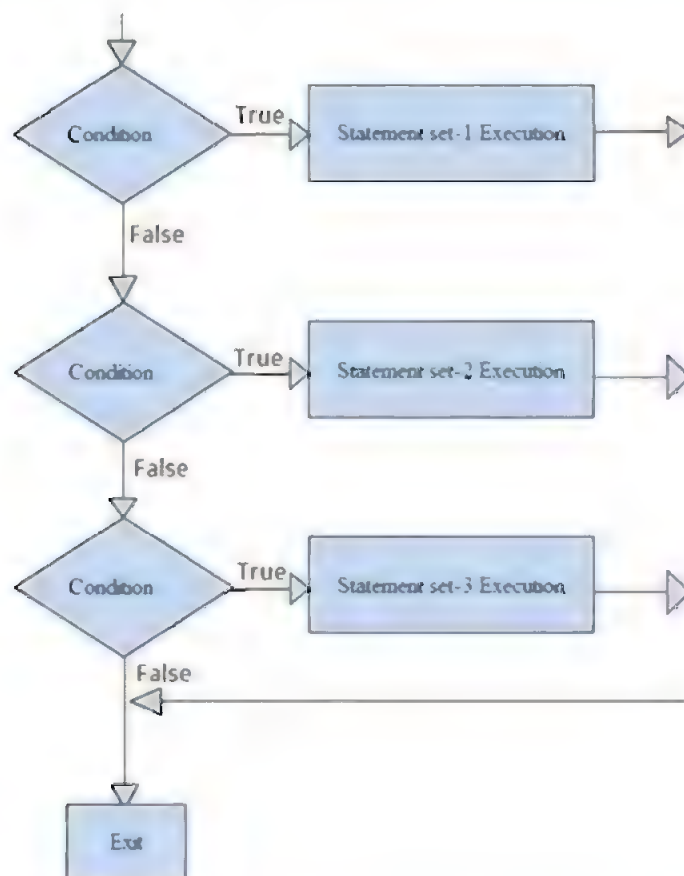 Condition
True
Statement set-1 Execution
False
Condition
True
Statement set-2 Execution
False
Condition
True
Statement set-3 Execution
False
Exit